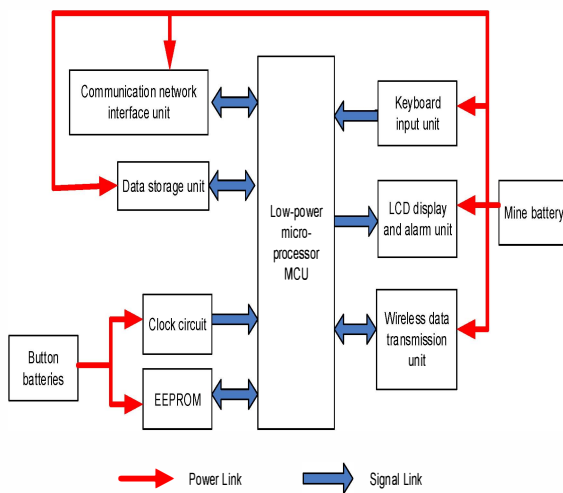 Communication network
interface unit
Keyboard
input unit
Data storage unit
Low-power
micro-
processor
MCU
LCD display
and alarm unit
Mine battery
Clock circuit
Wireless data
transmission
unit
Button
batteries
EEPROM
Power Link
Signal Link